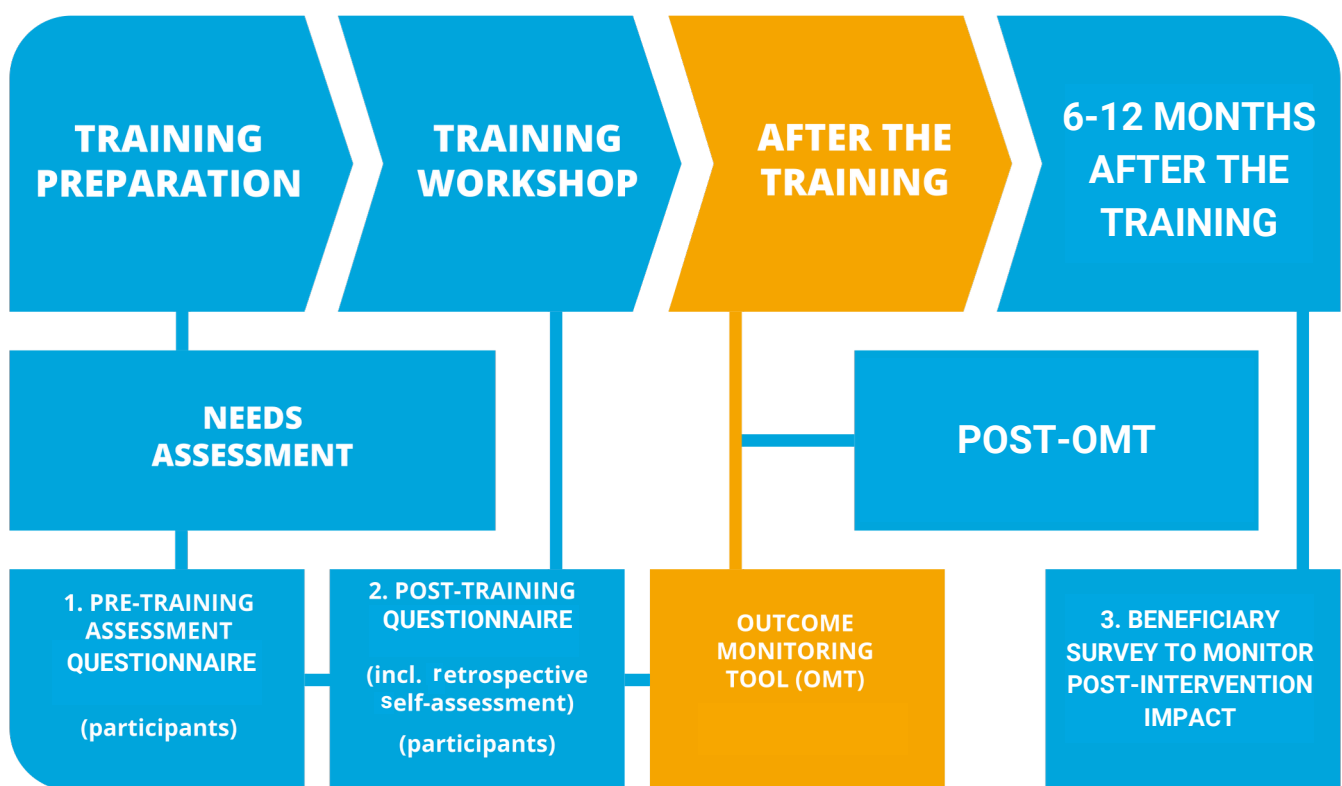 TRAINING
PREPARATION
TRAINING
WORKSHOP
AFTER THE
TRAINING
6-12 MONTHS
AFTER THE
TRAINING
NEEDS
ASSESSMENT
POST-OMT
1. PRE-TRAINING
ASSESSMENT
QUESTIONNAIRE
(participants)
2. POST-TRAINING
QUESTIONNAIRE
(incl. retrospective
self-assessment)
(participants)
OUTCOME
MONITORING
TOOL (OMT)
3. BENEFICIARY
SURVEY TO MONITOR
POST-INTERVENTION
IMPACT